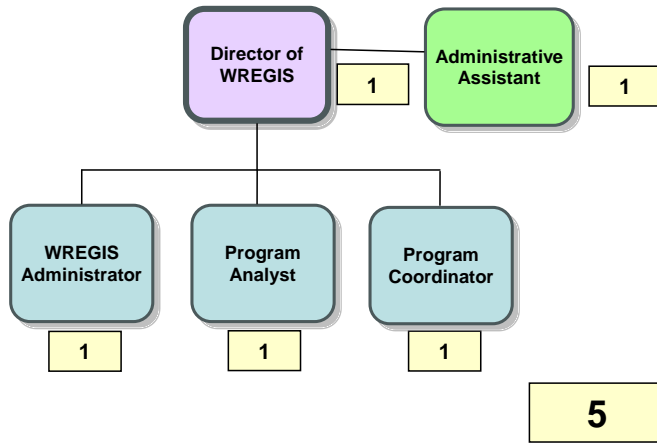 Director of
WREGIS
1
Administrative
Assistant
1
WREGIS
Administrator
1
Program
Analyst
1
Program
Coordinator
1
5